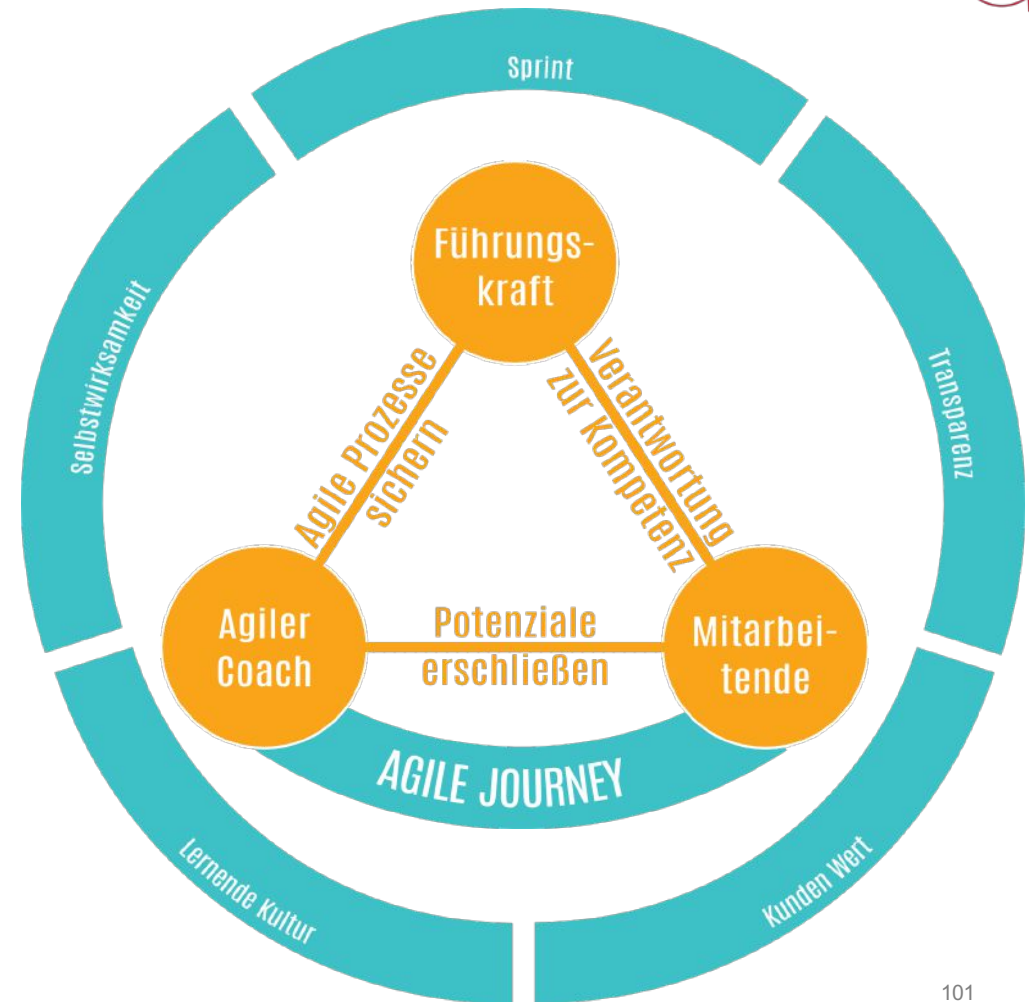 Sprint
Selbstwirksamkeit
Transparenz
Führungs-
kraft
Agile Prozesse
sichern
Verantwortung
zur Kompetenz
Agiler
Coach
Potenziale
erschließen
Mitarbei-
tende
AGILE JOURNEY
Lernende Kultur
Kunden Wert
101